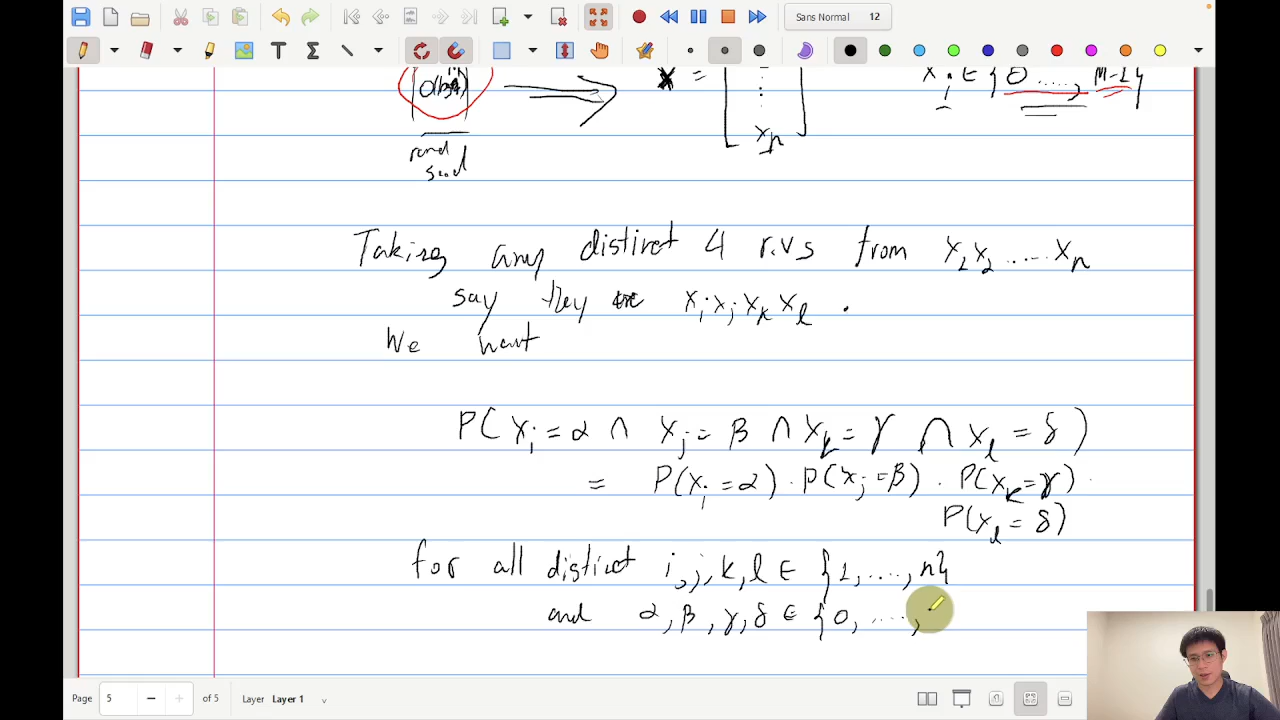 Sans Normal 12
O(log n)
rand seed
X = ⋮ x_n
x_i ∈ { 0 ....., M-1 }
Taking any distinct 4 r.vs from x_1 x_2 ..... x_n
say they are x_i x_j x_k x_l .
We want
P( x_i = α ∩ x_j = β ∩ x_k = γ ∩ x_l = δ )
= P(x_i = α) · P(x_j = β) · P(x_k = γ) ·
P(x_l = δ)
for all distinct i, j, k, l ∈ {1, ....., n}
and α, β, γ, δ ∈ {0, ....,
Page 5 of 5 Layer Layer 1